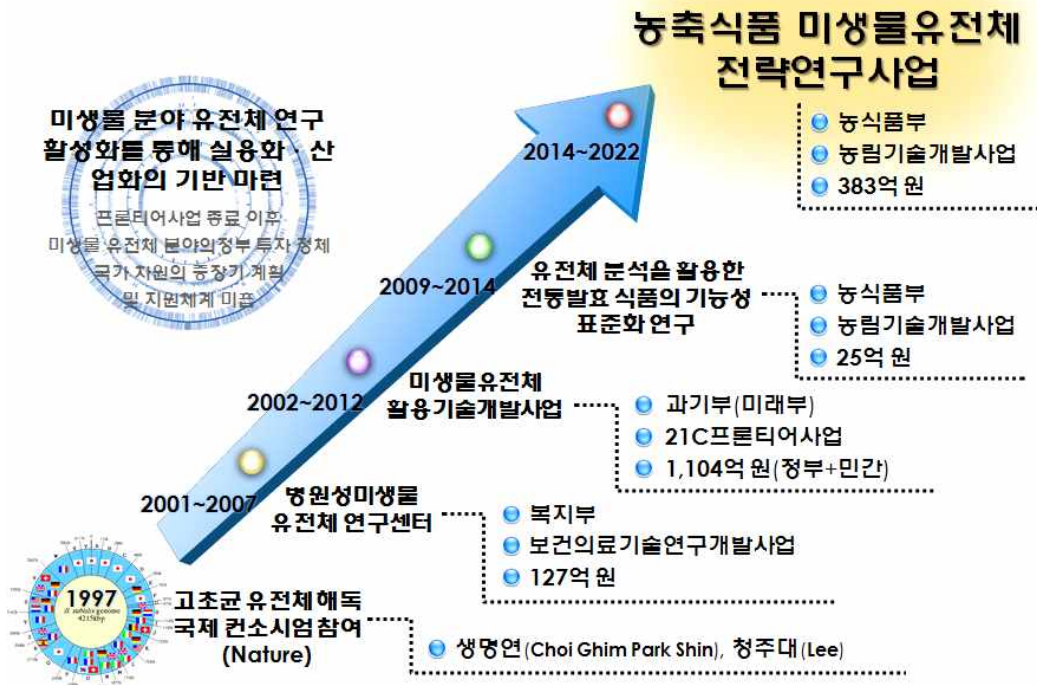 농축식품 미생물유전체
전략연구사업
농식품부
농림기술개발사업
383억 원
미생물 분야 유전체 연구
활성화를 통해 실용화 · 산
업화의 기반 마련
프론티어사업 종료 이후
미생물 유전체 분야의정부 투자 정체
국가 차원의 중장기 계획
및 지원체계 미흡
2014~2022
2009~2014
유전체 분석을 활용한
전통발효 식품의 기능성
표준화 연구
농식품부
농림기술개발사업
25억 원
2002~2012
미생물유전체
활용기술개발사업
과기부(미래부)
21C프론티어사업
1,104억 원(정부+민간)
2001~2007
병원성미생물
유전체 연구센터
복지부
보건의료기술연구개발사업
127억 원
1997
B. subtilis genome
4215kbp
고초균 유전체 해독
국제 컨소시엄 참여
(Nature)
생명연(Choi Ghim Park Shin), 청주대(Lee)